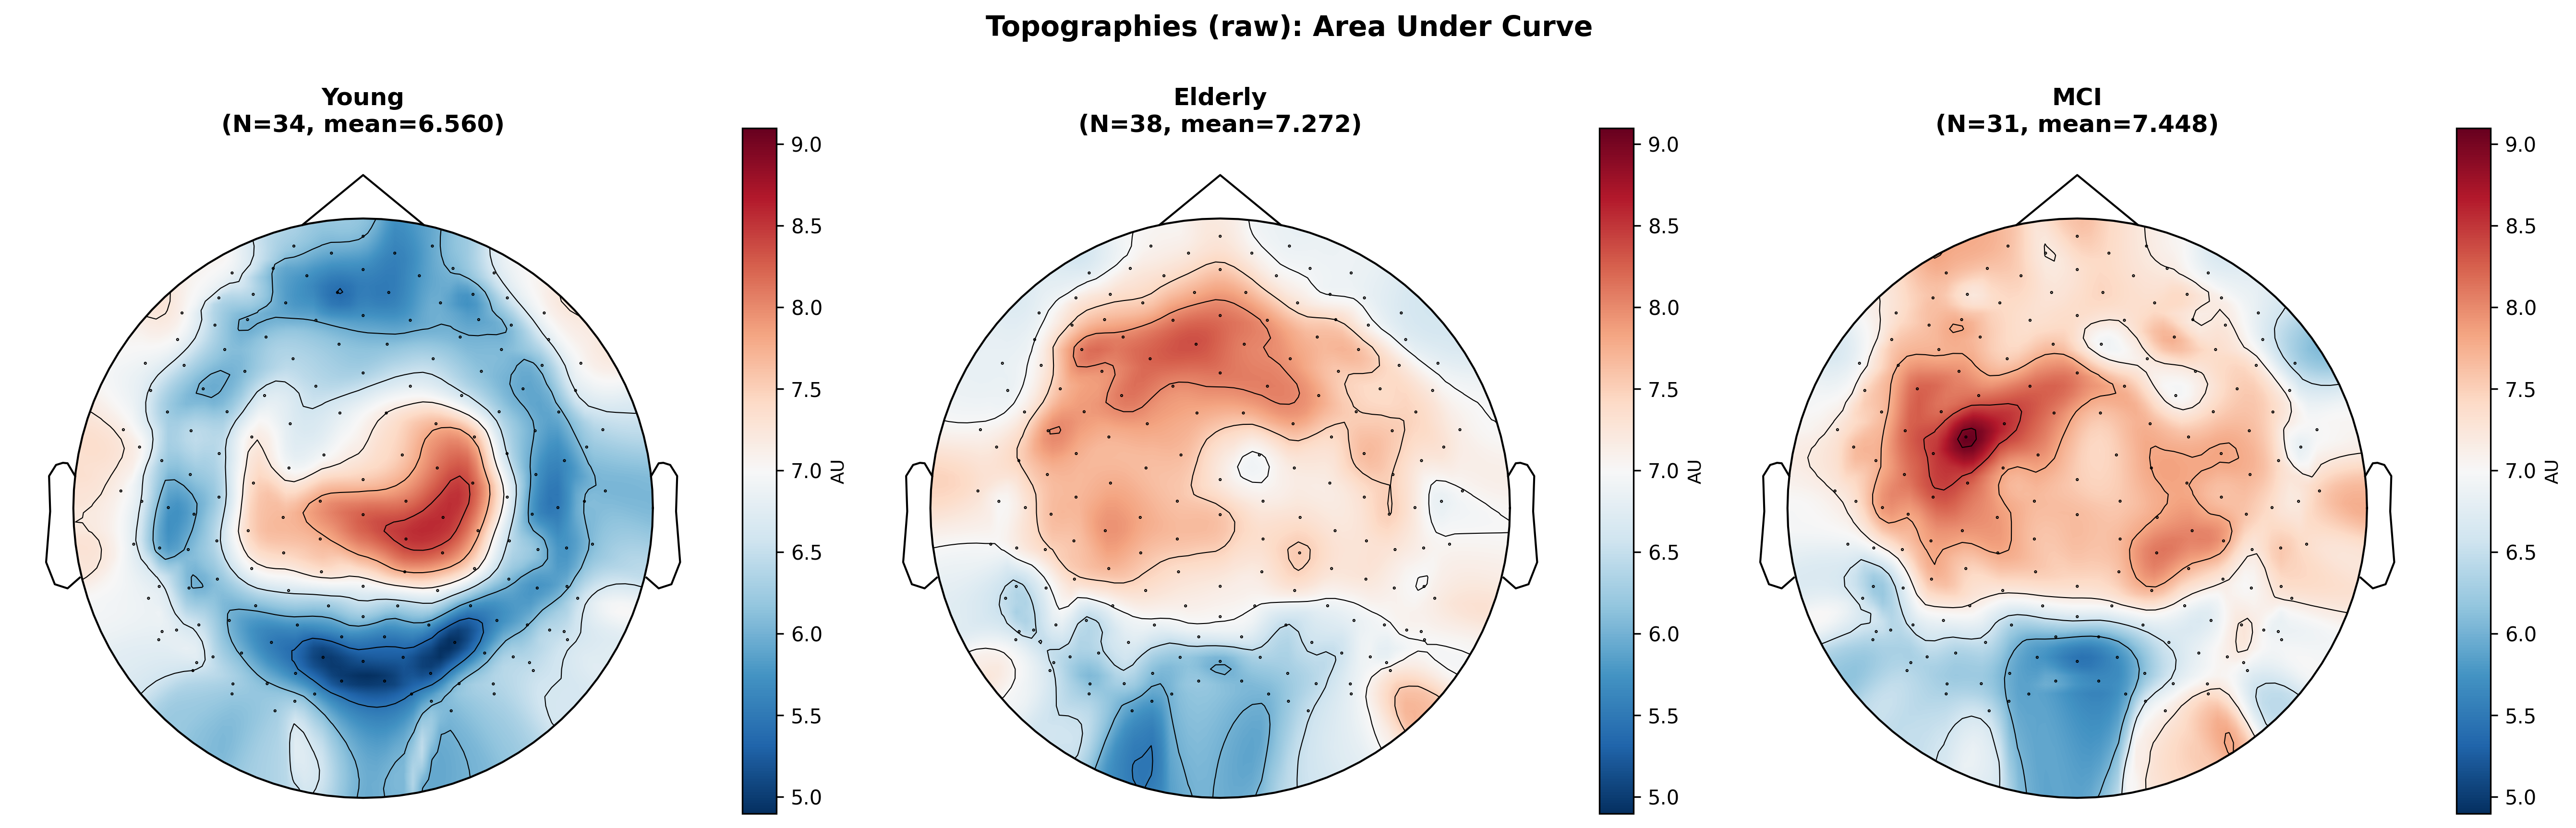 Topographies (raw): Area Under Curve
Young
(N=34, mean=6.560)
9.0
8.5
8.0
7.5
7.0
6.5
6.0
5.5
5.0
AU
Elderly
(N=38, mean=7.272)
9.0
8.5
8.0
7.5
7.0
6.5
6.0
5.5
5.0
AU
MCI
(N=31, mean=7.448)
9.0
8.5
8.0
7.5
7.0
6.5
6.0
5.5
5.0
AU